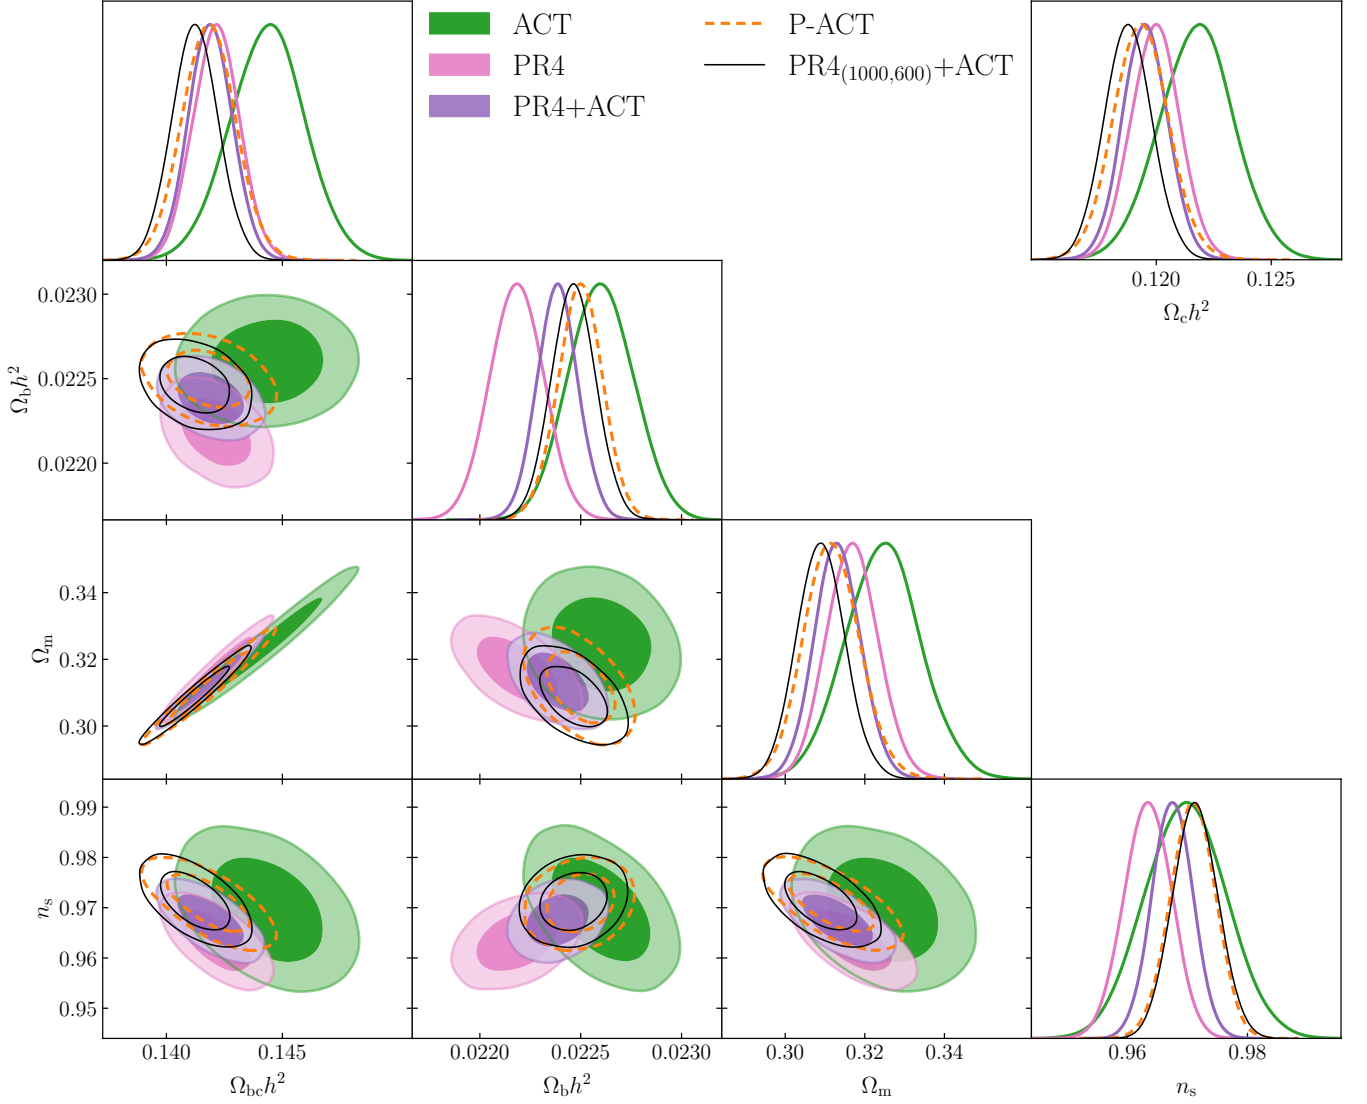 ACT
PR4
PR4+ACT
P-ACT
PR4(1000,600)+ACT
0.120 0.125
Ωch²
0.0230
0.0225
0.0220
Ωbh²
0.34
0.32
0.30
Ωm
0.99
0.98
0.97
0.96
0.95
ns
0.140 0.145
Ωbch²
0.0220 0.0225 0.0230
Ωbh²
0.30 0.32 0.34
Ωm
0.96 0.98
ns